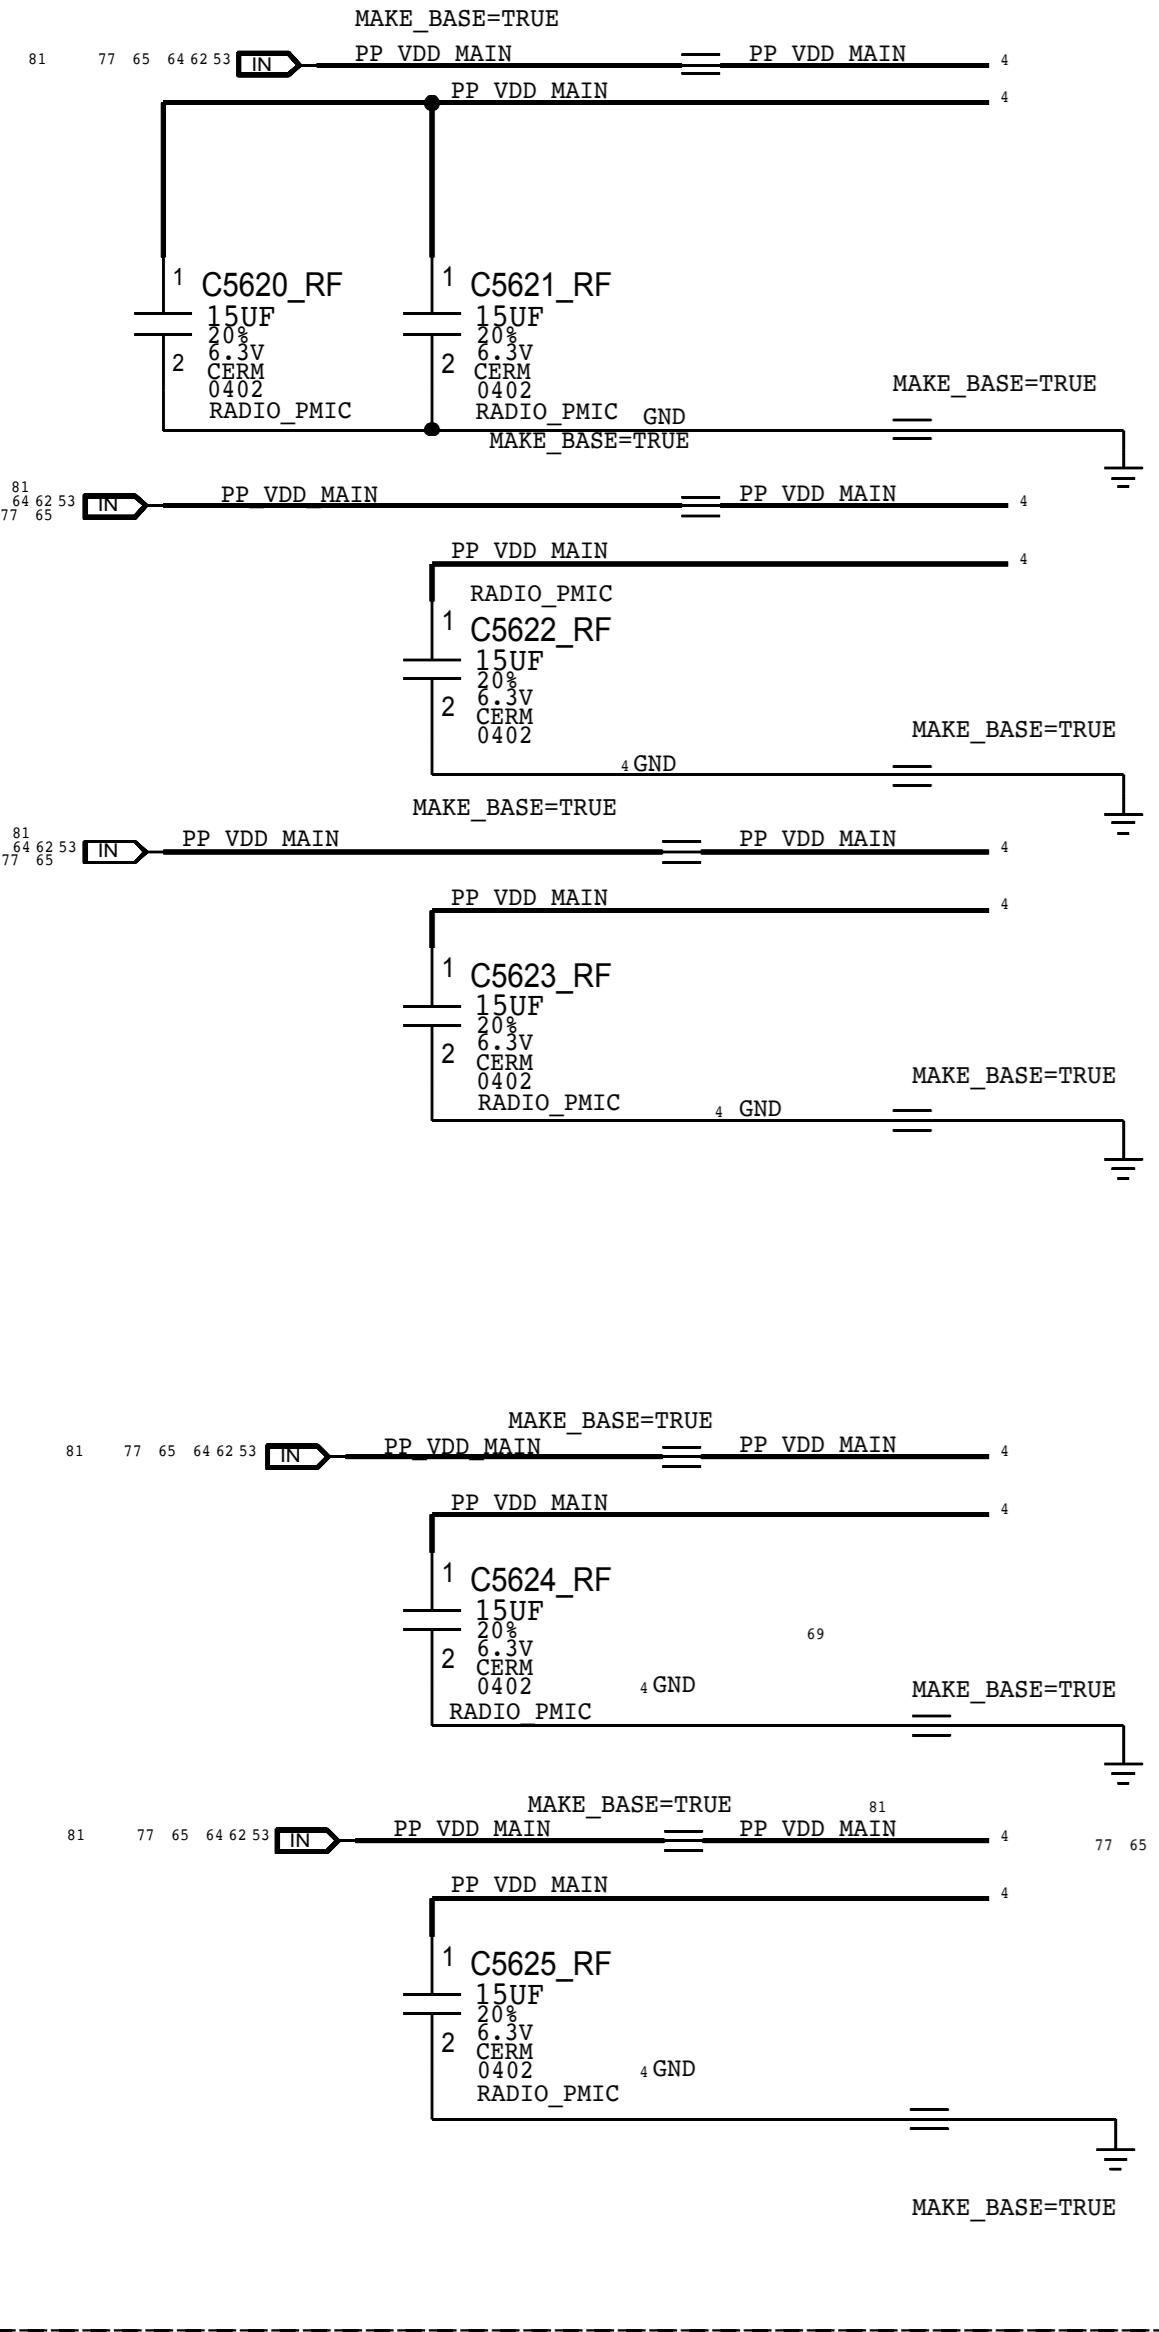 MAKE_BASE=TRUE
81 77 65 64 62 53 IN PP_VDD_MAIN PP_VDD_MAIN 4
PP_VDD_MAIN 4
1 C5620_RF 1 C5621_RF
15UF 15UF
20% 20%
6.3V 6.3V
2 CERM 2 CERM
0402 0402
MAKE_BASE=TRUE
RADIO_PMIC RADIO_PMIC GND
MAKE_BASE=TRUE
81
64 62 53 IN PP_VDD_MAIN PP_VDD_MAIN 4
77 65
PP_VDD_MAIN 4
RADIO_PMIC
1 C5622_RF
15UF
20%
6.3V
2 CERM
0402
MAKE_BASE=TRUE
4 GND
MAKE_BASE=TRUE
81
64 62 53 IN PP_VDD_MAIN PP_VDD_MAIN 4
77 65
PP_VDD_MAIN 4
1 C5623_RF
15UF
20%
6.3V
2 CERM
0402
MAKE_BASE=TRUE
RADIO_PMIC 4 GND
MAKE_BASE=TRUE
81 77 65 64 62 53 IN PP_VDD_MAIN PP_VDD_MAIN 4
PP_VDD_MAIN 4
1 C5624_RF
15UF
20% 69
6.3V
2 CERM
0402 4 GND MAKE_BASE=TRUE
RADIO_PMIC
MAKE_BASE=TRUE 81
81 77 65 64 62 53 IN PP_VDD_MAIN PP_VDD_MAIN 4 77 65
PP_VDD_MAIN 4
1 C5625_RF
15UF
20%
6.3V
2 CERM
0402 4 GND
RADIO_PMIC
MAKE_BASE=TRUE